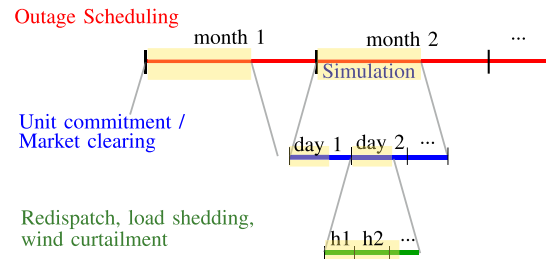 Outage Scheduling
month 1
month 2
...
Simulation
Unit commitment /
Market clearing
day 1
day 2
...
Redispatch, load shedding,
wind curtailment
h1
h2
...